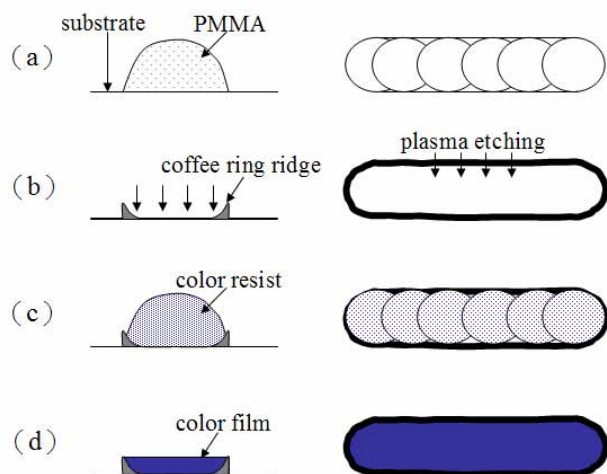 substrate
PMMA
(a)
plasma etching
coffee ring ridge
(b)
color resist
(c)
color film
(d)